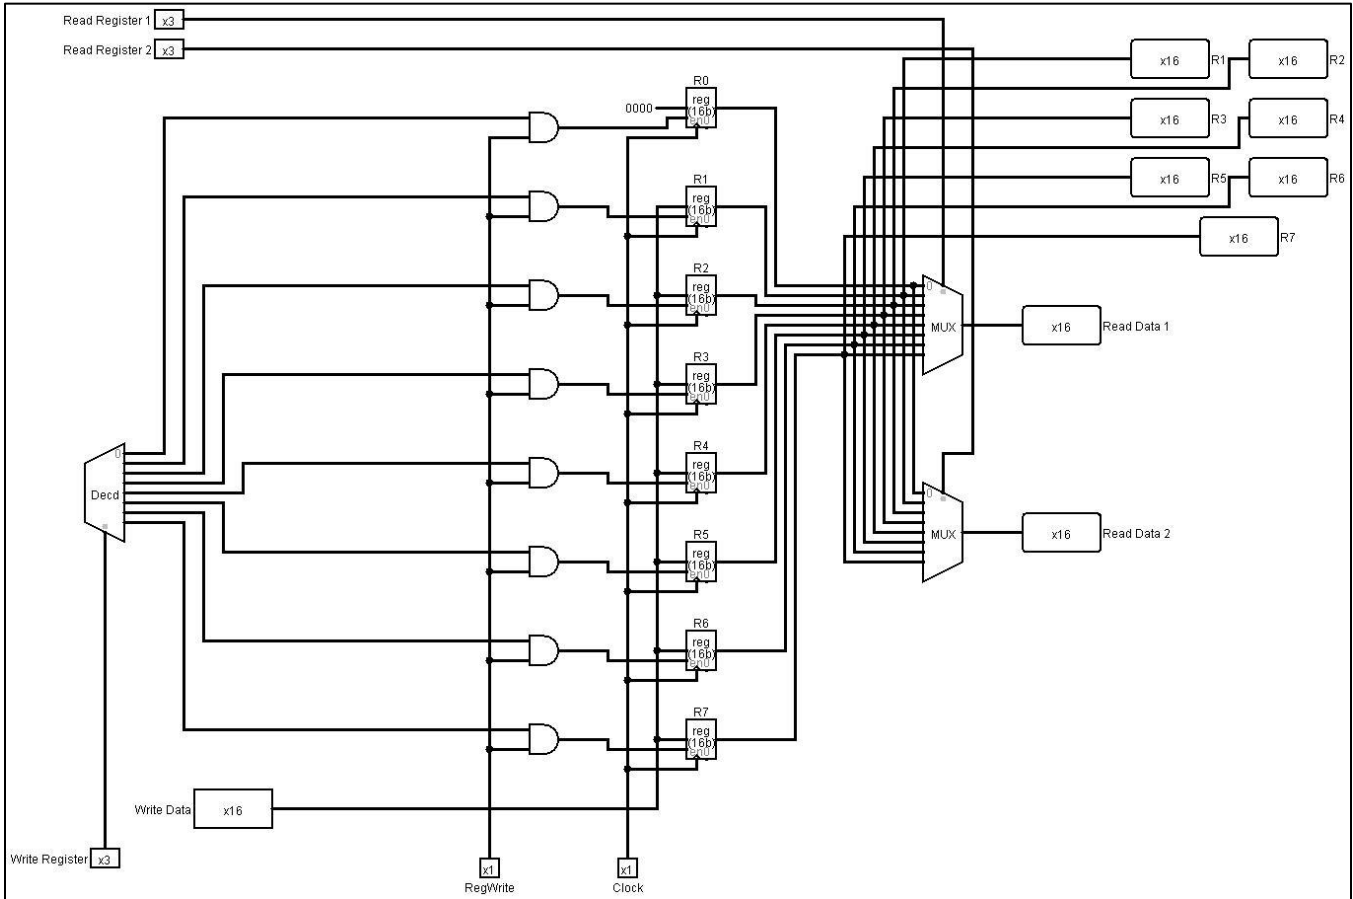 Read Register 1 x3
Read Register 2 x3
x16 R1 x16 R2
R0
0000 reg
(16b)
en0
x16 R3 x16 R4
R1
reg
(16b)
en0
x16 R5 x16 R6
x16 R7
R2
reg
(16b)
en0
0
MUX
x16 Read Data 1
R3
reg
(16b)
en0
R4
reg
(16b)
en0
0
Decd
0
MUX
x16 Read Data 2
R5
reg
(16b)
en0
R6
reg
(16b)
en0
R7
reg
(16b)
en0
Write Data x16
Write Register x3
x1
RegWrite
x1
Clock